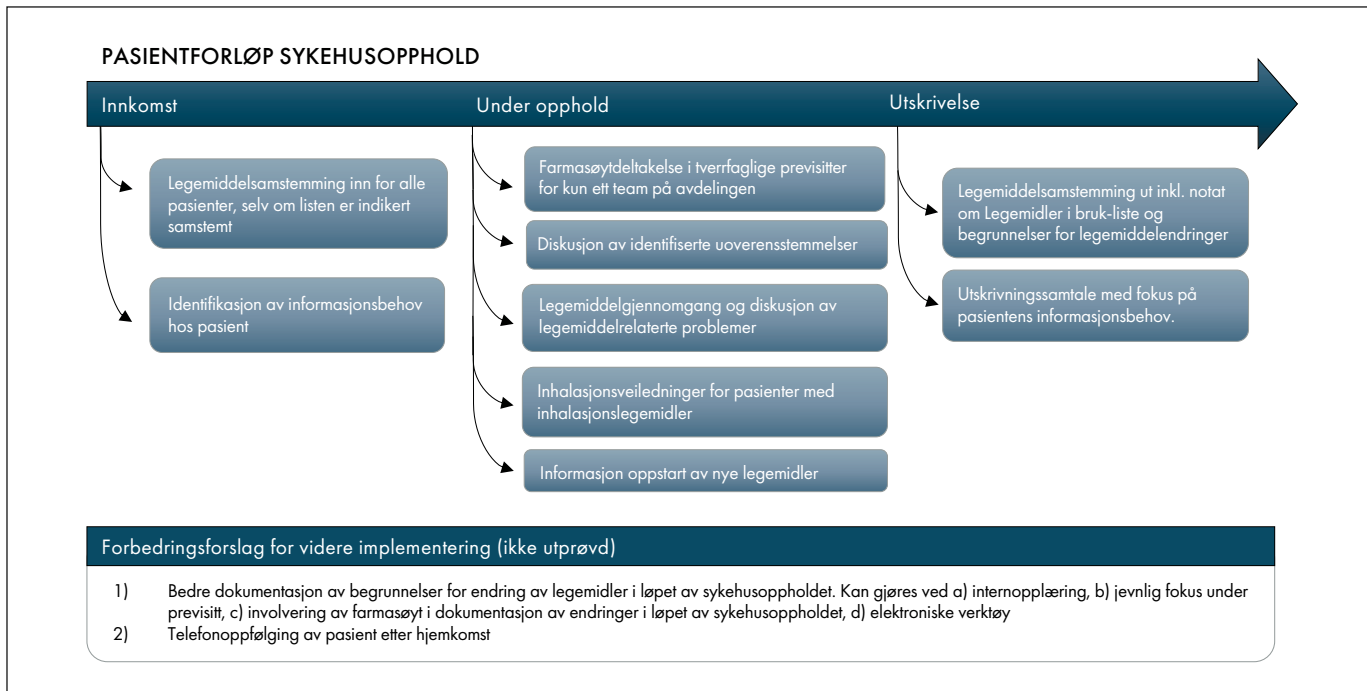 PASIENTFORLØP SYKEHUSOPPHOLD
Innkomst
Legemiddelsamstemming inn for alle
pasienter, selv om listen er indikert
samstemt
Identifikasjon av informasjonsbehov
hos pasient
Under opphold
Farmasøytdeltakelse i tverrfaglige previsitter
for kun ett team på avdelingen
Diskusjon av identifiserte uoverensstemmelser
Legemiddelgjennomgang og diskusjon av
legemiddelrelaterte problemer
Inhalasjonsveiledninger for pasienter med
inhalasjonslegemidler
Informasjon oppstart av nye legemidler
Utskrivelse
Legemiddelsamstemming ut inkl. notat
om Legemidler i bruk-liste og
begrunnelser for legemiddelendringer
Utskrivningssamtale med fokus på
pasientens informasjonsbehov.
Forbedringsforslag for videre implementering (ikke utprøvd)
1) Bedre dokumentasjon av begrunnelser for endring av legemidler i løpet av sykehusoppholdet. Kan gjøres ved a) internopplæring, b) jevnlig fokus under
previsitt, c) involvering av farmasøyt i dokumentasjon av endringer i løpet av sykehusoppholdet, d) elektroniske verktøy
2) Telefonoppfølging av pasient etter hjemkomst